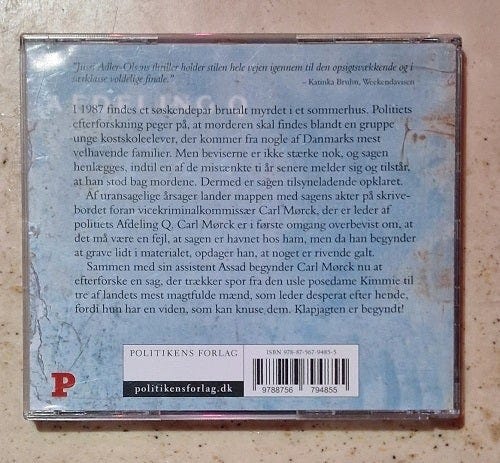 "Jussi Adler-Olsens thriller holder stilen hele vejen igennem til den opsigtsvækkende og i
særklasse voldelige finale."
– Katinka Bruhn, Weekendavisen
I 1987 findes et søskendepar brutalt myrdet i et sommerhus. Politiets
efterforskning peger på, at morderen skal findes blandt en gruppe
unge kostskoleelever, der kommer fra nogle af Danmarks mest
velhavende familier. Men beviserne er ikke stærke nok, og sagen
henlægges, indtil en af de mistænkte ti år senere melder sig og tilstår,
at han stod bag mordene. Dermed er sagen tilsyneladende opklaret.
Af uransagelige årsager lander mappen med sagens akter på skrive-
bordet foran vicekriminalkommissær Carl Mørck, der er leder af
politiets Afdeling Q. Carl Mørck er i første omgang overbevist om, at
det må være en fejl, at sagen er havnet hos ham, men da han begynder
at grave lidt i materialet, opdager han, at noget er rivende galt.
Sammen med sin assistent Assad begynder Carl Mørck nu at
efterforske en sag, der trækker spor fra den usle posedame Kimmie til
tre af landets mest magtfulde mænd, som leder desperat efter hende,
fordi hun har en viden, som kan knuse dem. Klapjagten er begyndt!
POLITIKENS FORLAG
politikensforlag.dk
ISBN 978-87-567-9485-5
9788756 794855
P